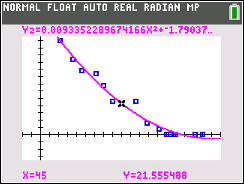 NORMAL FLOAT AUTO REAL RADIAN MP
Y2=0.0093352289674166X²+-1.79037..
X=45 Y=21.555488